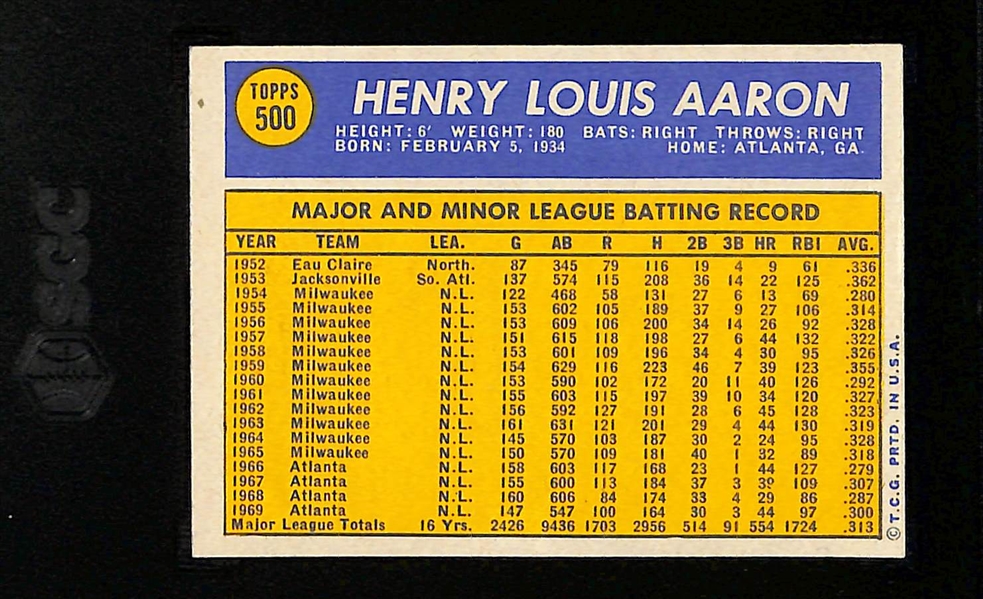 TOPPS
500
HENRY LOUIS AARON
HEIGHT: 6' WEIGHT: 180 BATS: RIGHT THROWS: RIGHT
BORN: FEBRUARY 5, 1934 HOME: ATLANTA, GA.
MAJOR AND MINOR LEAGUE BATTING RECORD
YEAR TEAM LEA. G AB R H 2B 3B HR RBI AVG.
1952 Eau Claire North. 87 345 79 116 19 4 9 61 .336
1953 Jacksonville So. Atl. 137 574 115 208 36 14 22 125 .362
1954 Milwaukee N.L. 122 468 58 131 27 6 13 69 .280
1955 Milwaukee N.L. 153 602 105 189 37 9 27 106 .314
1956 Milwaukee N.L. 153 609 106 200 34 14 26 92 .328
1957 Milwaukee N.L. 151 615 118 198 27 6 44 132 .322
1958 Milwaukee N.L. 153 601 109 196 34 4 30 95 .326
1959 Milwaukee N.L. 154 629 116 223 46 7 39 123 .355
1960 Milwaukee N.L. 153 590 102 172 20 11 40 126 .292
1961 Milwaukee N.L. 155 603 115 197 39 10 34 120 .327
1962 Milwaukee N.L. 156 592 127 191 28 6 45 128 .323
1963 Milwaukee N.L. 161 631 121 201 29 4 44 130 .319
1964 Milwaukee N.L. 145 570 103 187 30 2 24 95 .328
1965 Milwaukee N.L. 150 570 109 181 40 1 32 89 .318
1966 Atlanta N.L. 158 603 117 168 23 1 44 127 .279
1967 Atlanta N.L. 155 600 113 184 37 3 39 109 .307
1968 Atlanta N.L. 160 606 84 174 33 4 29 86 .287
1969 Atlanta N.L. 147 547 100 164 30 3 44 97 .300
Major League Totals 16 Yrs. 2426 9436 1703 2956 514 91 554 1724 .313
© T.C.G. PRTD. IN U.S.A.
SGC